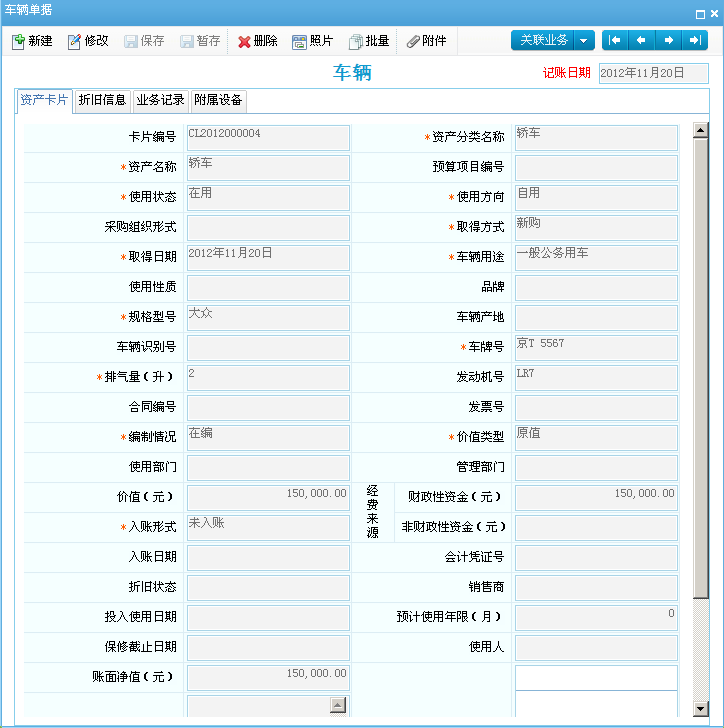 车辆单据
新建 修改 保存 暂存 删除 照片 批量 附件 关联业务
车辆 记账日期 2012年11月20日
资产卡片 折旧信息 业务记录 附属设备
卡片编号 CL2012000004 *资产分类名称 轿车
*资产名称 轿车 预算项目编号
*使用状态 在用 *使用方向 自用
采购组织形式 *取得方式 新购
*取得日期 2012年11月20日 *车辆用途 一般公务用车
使用性质 品牌
*规格型号 大众 车辆产地
车辆识别号 *车牌号 京T 5567
*排气量(升) 2 发动机号 LR7
合同编号 发票号
*编制情况 在编 *价值类型 原值
使用部门 管理部门
价值(元) 150,000.00 经费来源 财政性资金(元) 150,000.00
*入账形式 未入账 非财政性资金(元)
入账日期 会计凭证号
折旧状态 销售商
投入使用日期 预计使用年限(月) 0
保修截止日期 使用人
账面净值(元) 150,000.00